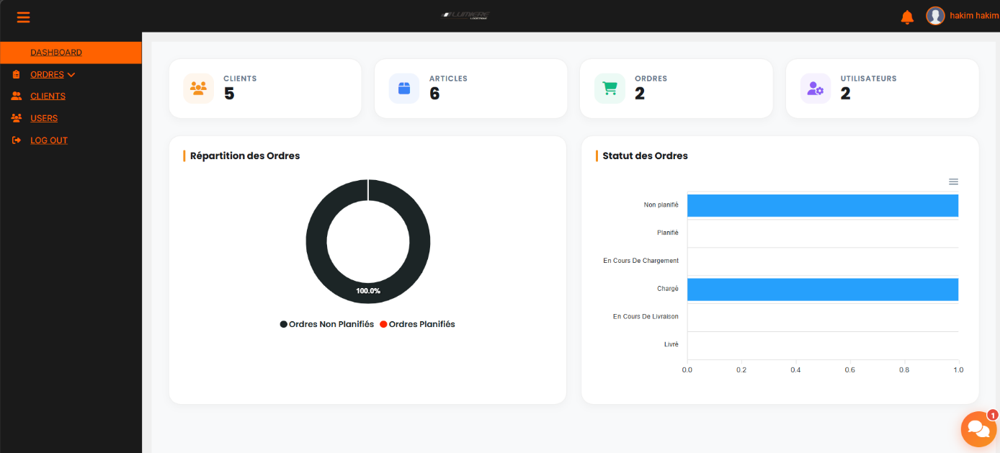 LUMIERE
LOGISTIQUE
hakim hakim
DASHBOARD
ORDRES
CLIENTS
USERS
LOG OUT
CLIENTS
5
ARTICLES
6
ORDRES
2
UTILISATEURS
2
Répartition des Ordres
100.0%
Ordres Non Planifiés Ordres Planifiés
Statut des Ordres
Non planifié
Planifié
En Cours De Chargement
Chargé
En Cours De Livraison
Livré
0.0 0.2 0.4 0.6 0.8 1.0
1